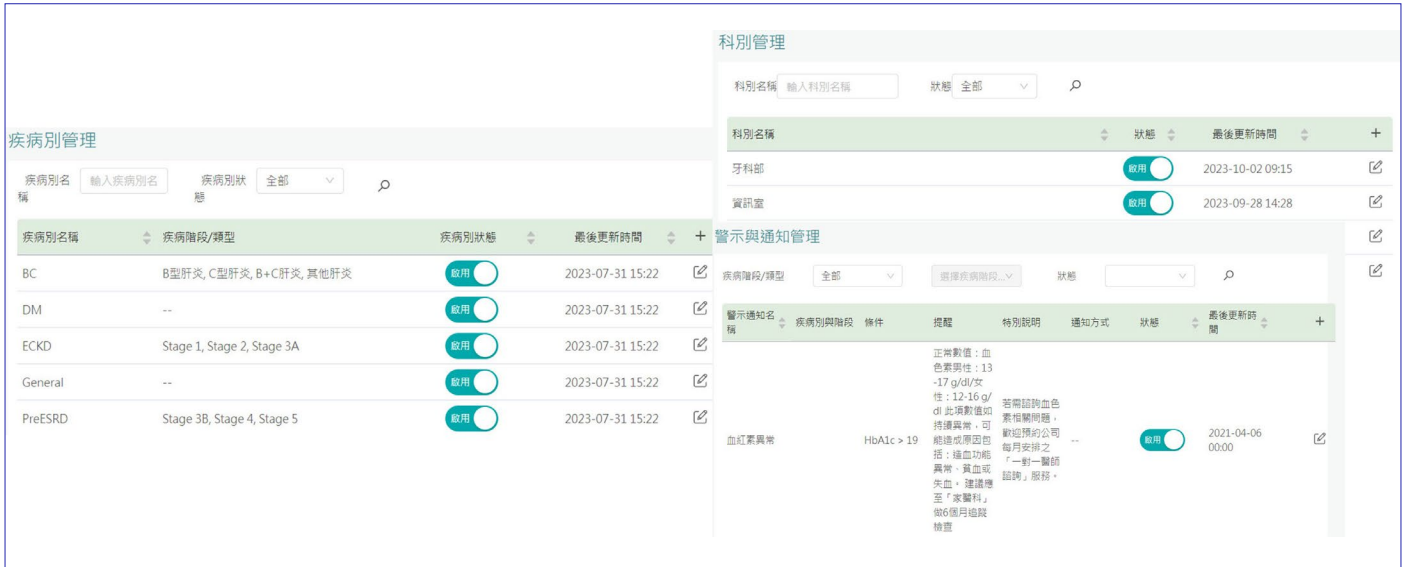 疾病別管理
疾病別名稱 輸入疾病別名 疾病別狀態 全部
疾病別名稱 疾病階段/類型 疾病別狀態 最後更新時間 +
BC B型肝炎, C型肝炎, B+C肝炎, 其他肝炎 啟用 2023-07-31 15:22
DM -- 啟用 2023-07-31 15:22
ECKD Stage 1, Stage 2, Stage 3A 啟用 2023-07-31 15:22
General -- 啟用 2023-07-31 15:22
PreESRD Stage 3B, Stage 4, Stage 5 啟用 2023-07-31 15:22
科別管理
科別名稱 輸入科別名稱 狀態 全部
科別名稱 狀態 最後更新時間 +
牙科部 啟用 2023-10-02 09:15
資訊室 啟用 2023-09-28 14:28
警示與通知管理
疾病階段/類型 全部 選擇疾病階段... 狀態
警示通知名稱 疾病別與階段 條件 提醒 特別說明 通知方式 狀態 最後更新時間 +
血紅素異常
HbA1c > 19
正常數值：血
色素男性：13
-17 g/dl/女
性：12-16 g/
dl 此項數值如
持續異常，可
能造成原因包
括：造血功能
異常、貧血或
失血， 建議應
至「家醫科」
做6個月追蹤
檢查
若需諮詢血色
素相關問題，
歡迎預約公司
每月安排之
「一對一醫師
諮詢」服務。
--
啟用
2021-04-06
00:00